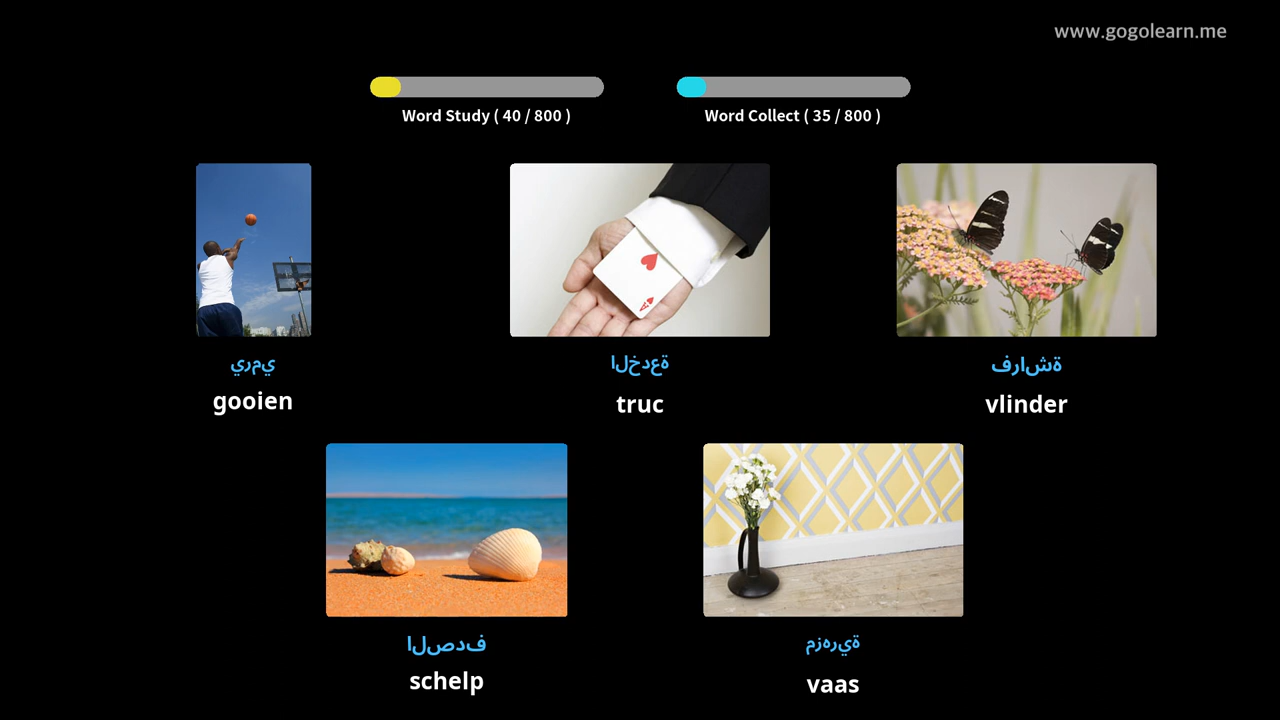 www.gogolearn.me
Word Study ( 40 / 800 )
Word Collect ( 35 / 800 )
يرمي
الخدعة
فراشة
gooien
truc
vlinder
الصدف
مزهرية
schelp
vaas